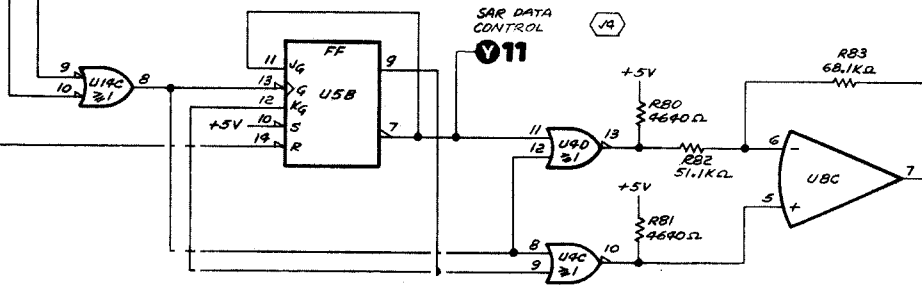 SAR DATA
CONTROL
J4
Y 11
FF
11
JG
9
13
G
12
KG
U5B
+5V
10
S
7
14
R
9
10
U14C
≥1
8
+5V
R80
4640Ω
11
12
U4D
≥1
13
R82
51.1KΩ
R83
68.1KΩ
6
−
U8C
7
5
+
+5V
R81
4640Ω
8
9
U4C
≥1
10